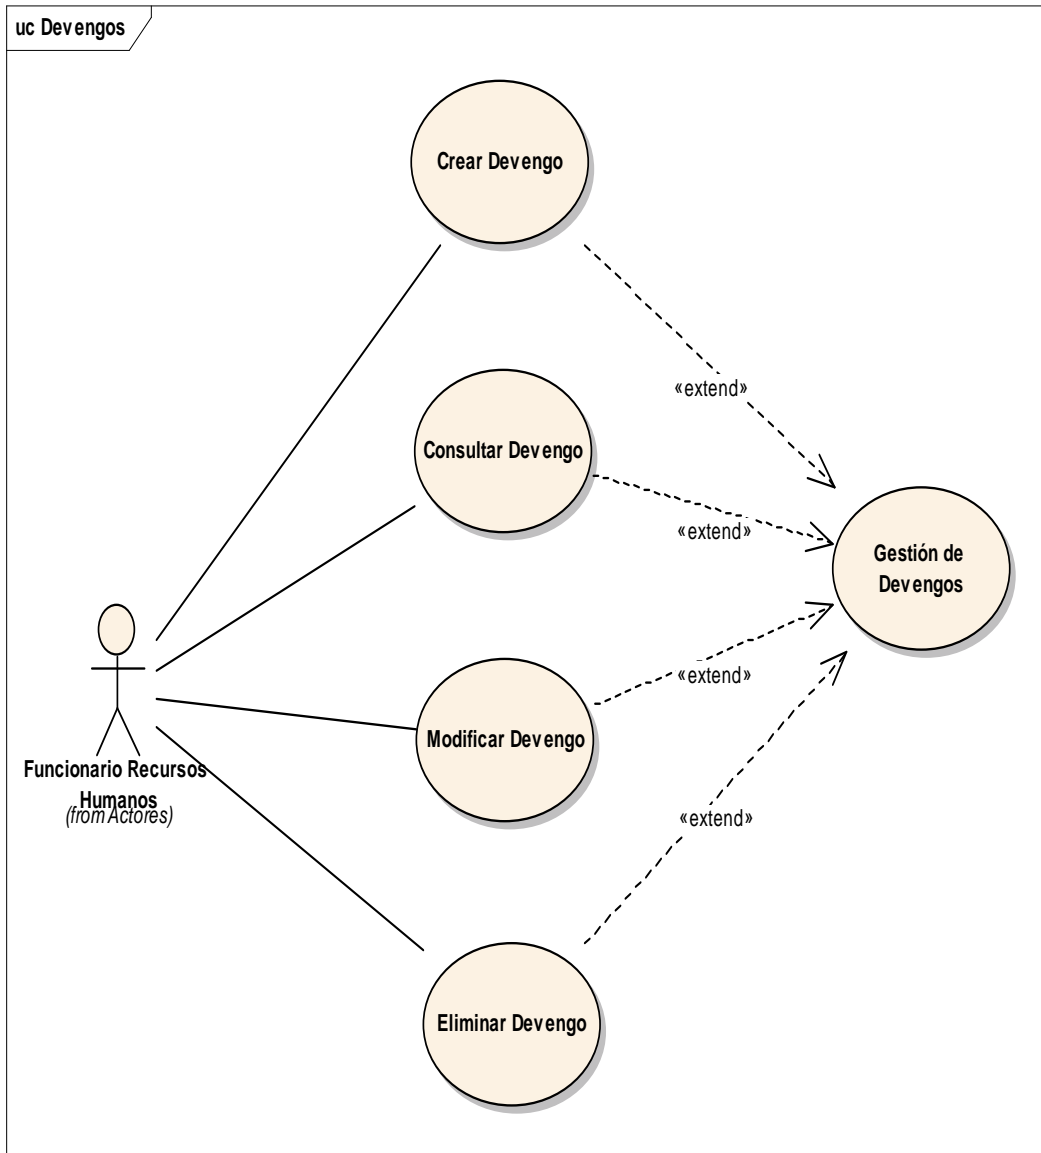 uc Devengos
Crear Devengo
«extend»
Consultar Devengo
«extend»
Gestión de
Devengos
Funcionario Recursos
Humanos
(from Actores)
Modificar Devengo
«extend»
«extend»
Eliminar Devengo